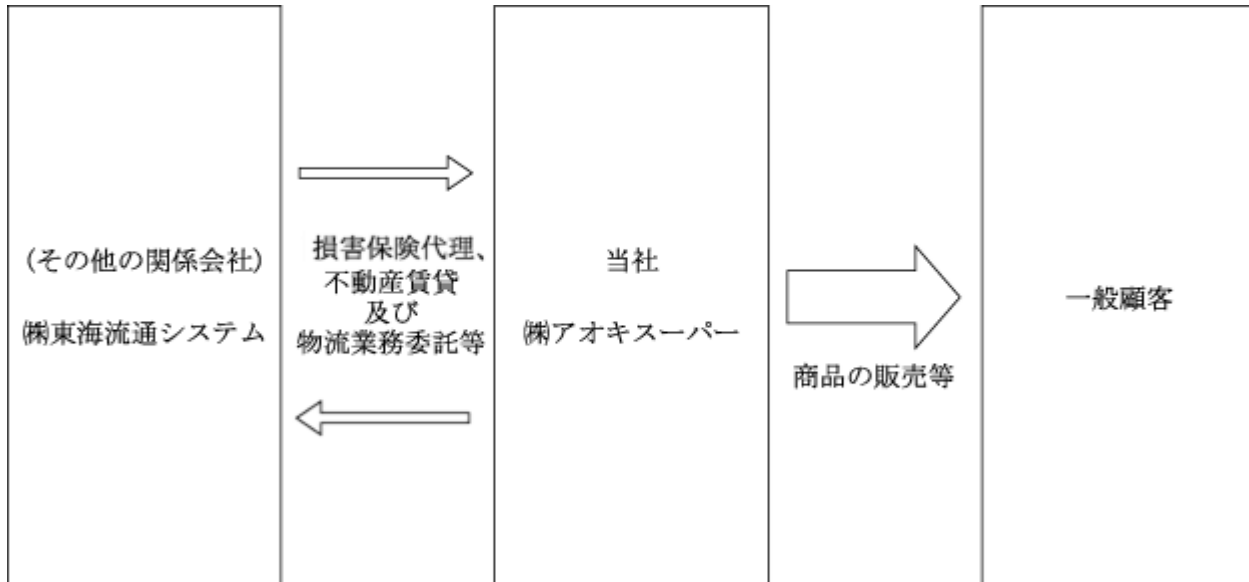 (その他の関係会社)
㈱東海流通システム
損害保険代理、
不動産賃貸
及び
物流業務委託等
当社
㈱アオキスーパー
商品の販売等
一般顧客